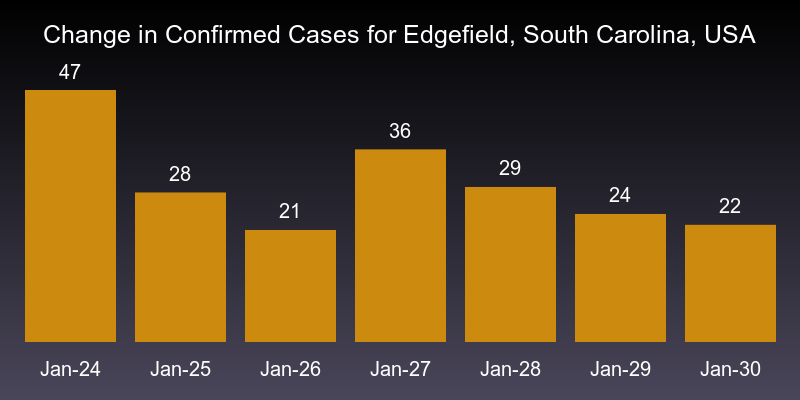 Change in Confirmed Cases for Edgefield, South Carolina, USA
47
28
21
36
29
24
22
Jan-24
Jan-25
Jan-26
Jan-27
Jan-28
Jan-29
Jan-30